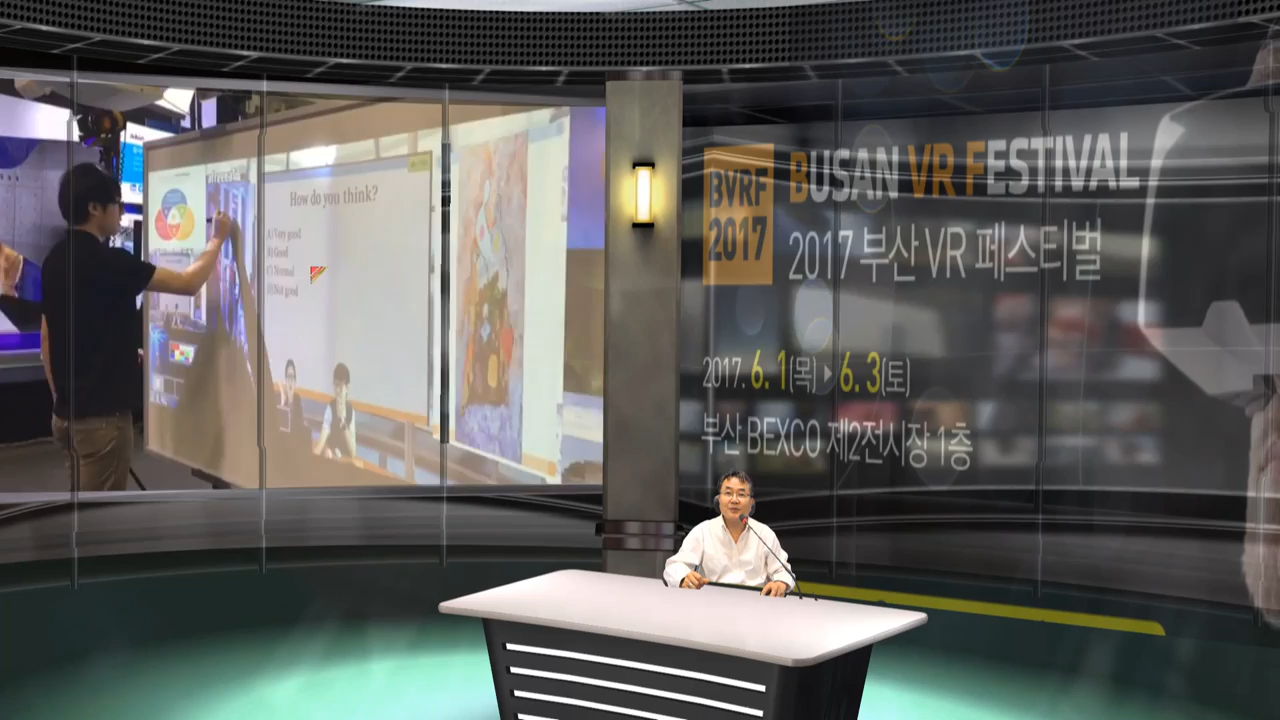 How do you think?
A) Very good
B) Good
C) Normal
D) Not good
BVRF
2017
BUSAN VR FESTIVAL
2017 부산 VR 페스티벌
2017. 6. 1(목) ▶ 6. 3(토)
부산 BEXCO 제2전시장 1층